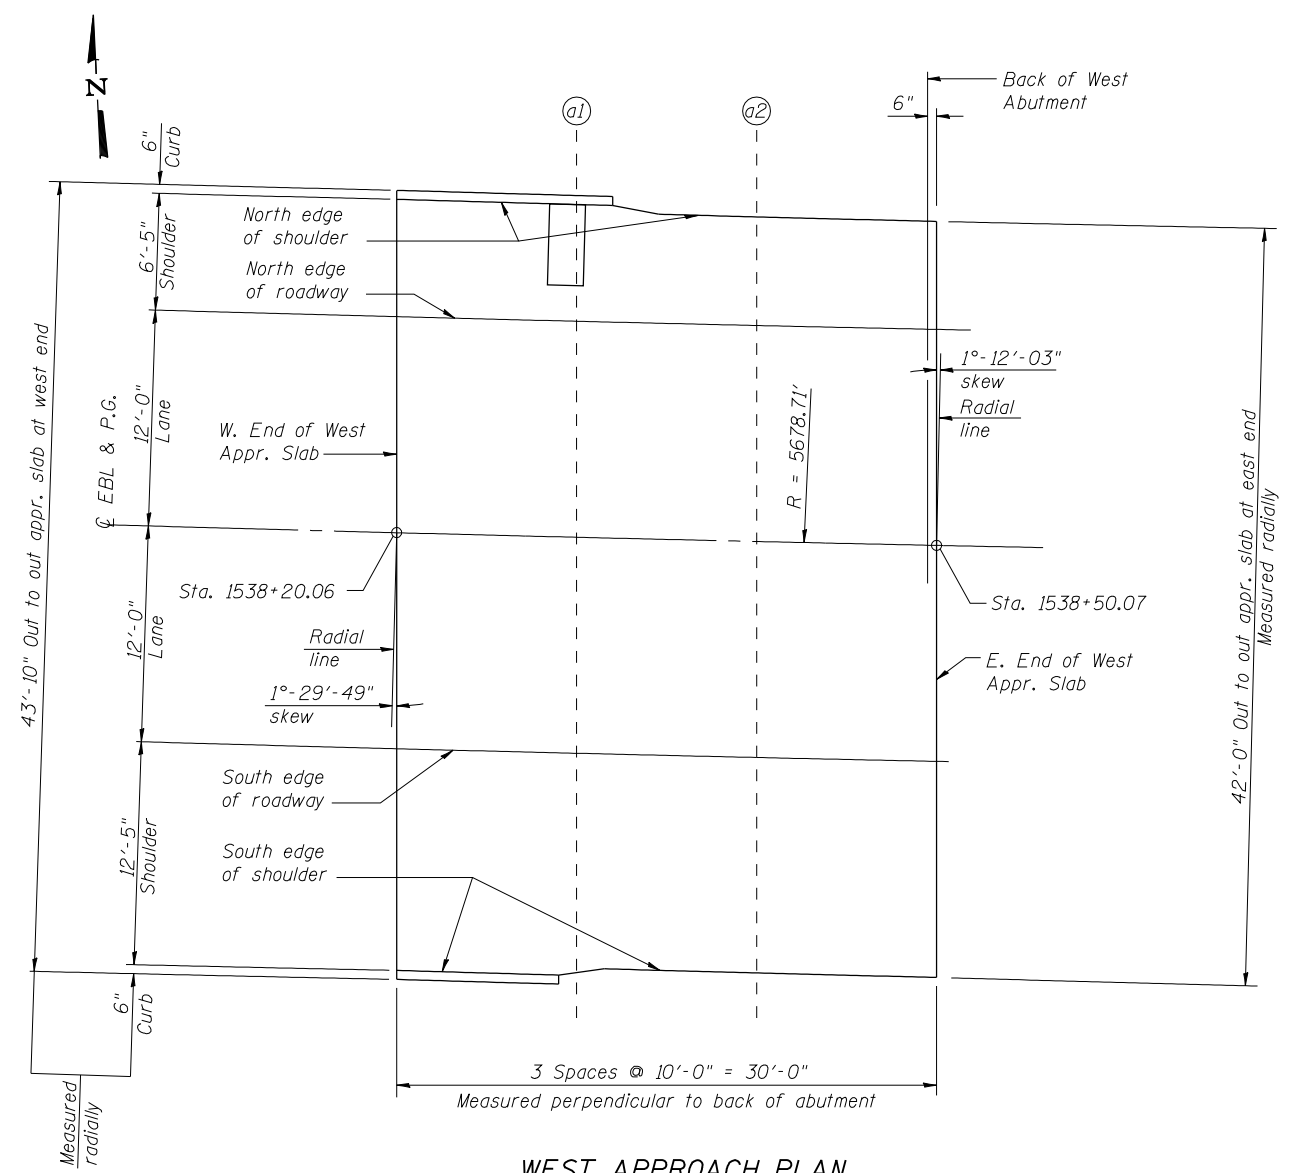 N
a1
a2
Back of West
Abutment
6"
6"
Curb
6'-5"
Shoulder
North edge
of shoulder
North edge
of roadway
12'-0"
Lane
℄ EBL & P.G.
43'-10" Out to out appr. slab at west end
W. End of West
Appr. Slab
R = 5678.71'
1°-12'-03"
skew
Radial
line
42'-0" Out to out appr. slab at east end
Measured radially
Sta. 1538+20.06
Sta. 1538+50.07
12'-0"
Lane
Radial
line
1°-29'-49"
skew
E. End of West
Appr. Slab
South edge
of roadway
12'-5"
Shoulder
South edge
of shoulder
6"
Curb
Measured
radially
3 Spaces @ 10'-0" = 30'-0"
Measured perpendicular to back of abutment
WEST APPROACH PLAN